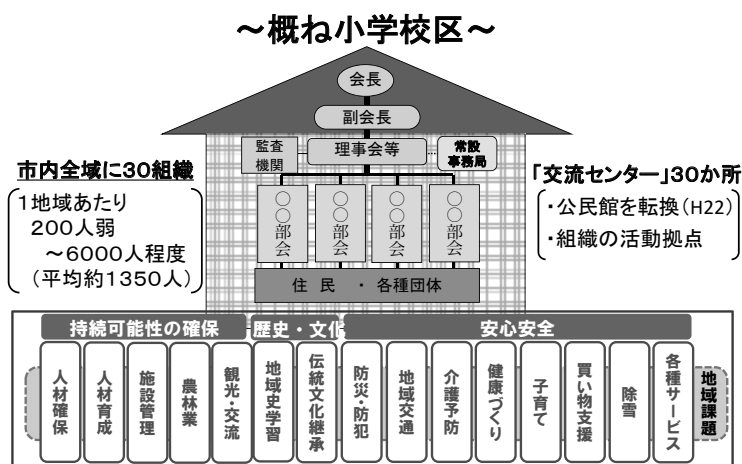 ～概ね小学校区～
会長
副会長
監査
機関
理事会等
常設
事務局
市内全域に30組織
1地域あたり
200人弱
～6000人程度
(平均約1350人)
「交流センター」30か所
・公民館を転換(H22)
・組織の活動拠点
〇〇部会
〇〇部会
〇〇部会
〇〇部会
住 民 ・ 各種団体
持続可能性の確保
歴史・文化
安心安全
人材確保
人材育成
施設管理
農林業
観光・交流
地域史学習
伝統文化継承
防災・防犯
地域交通
介護予防
健康づくり
子育て
買い物支援
除雪
各種サービス
地域課題